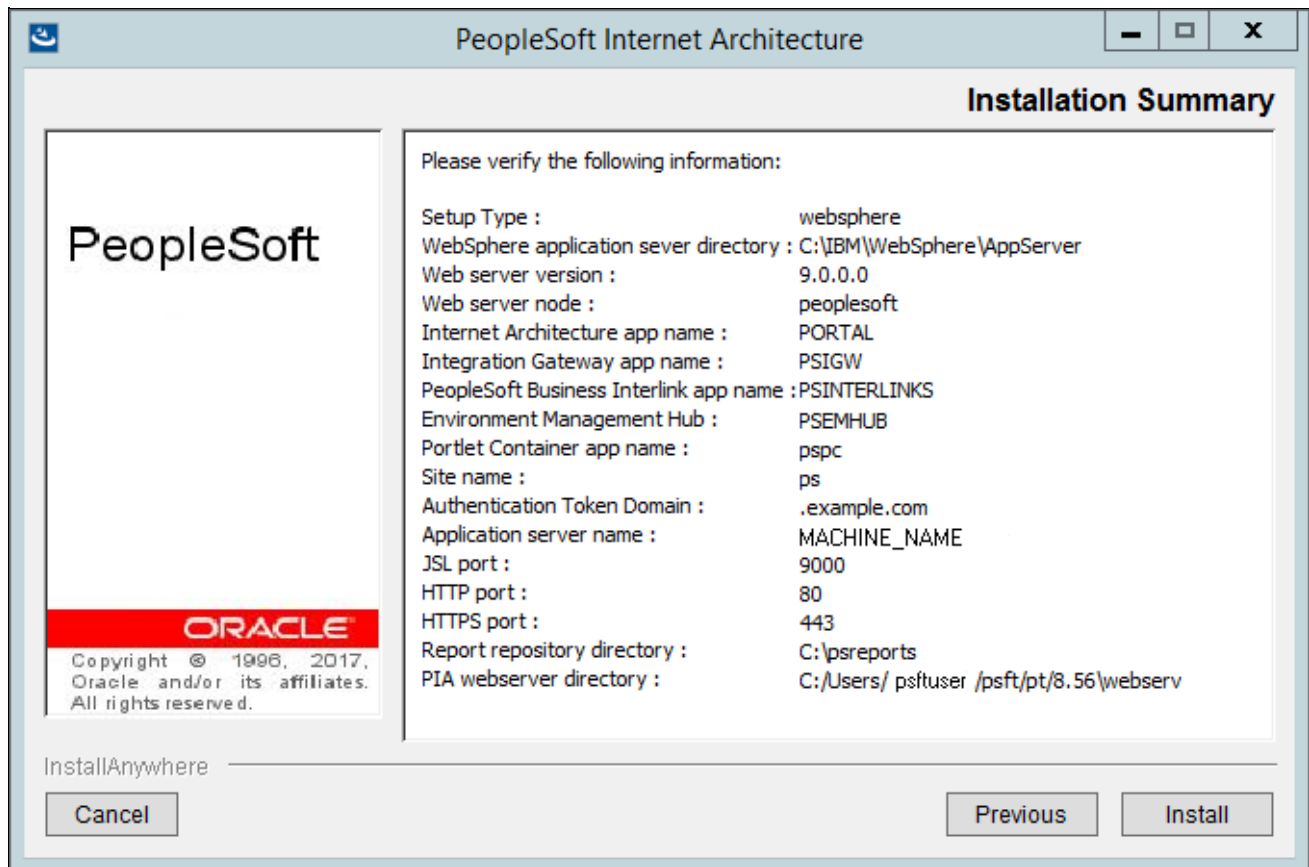 PeopleSoft Internet Architecture
Installation Summary
PeopleSoft
ORACLE
Copyright © 1996, 2017,
Oracle and/or its affiliates.
All rights reserved.
Please verify the following information:
Setup Type : websphere
WebSphere application sever directory : C:\IBM\WebSphere\AppServer
Web server version : 9.0.0.0
Web server node : peoplesoft
Internet Architecture app name : PORTAL
Integration Gateway app name : PSIGW
PeopleSoft Business Interlink app name :PSINTERLINKS
Environment Management Hub : PSEMHUB
Portlet Container app name : pspc
Site name : ps
Authentication Token Domain : .example.com
Application server name : MACHINE_NAME
JSL port : 9000
HTTP port : 80
HTTPS port : 443
Report repository directory : C:\psreports
PIA webserver directory : C:/Users/ psftuser /psft/pt/8.56\webserv
InstallAnywhere
Cancel
Previous
Install